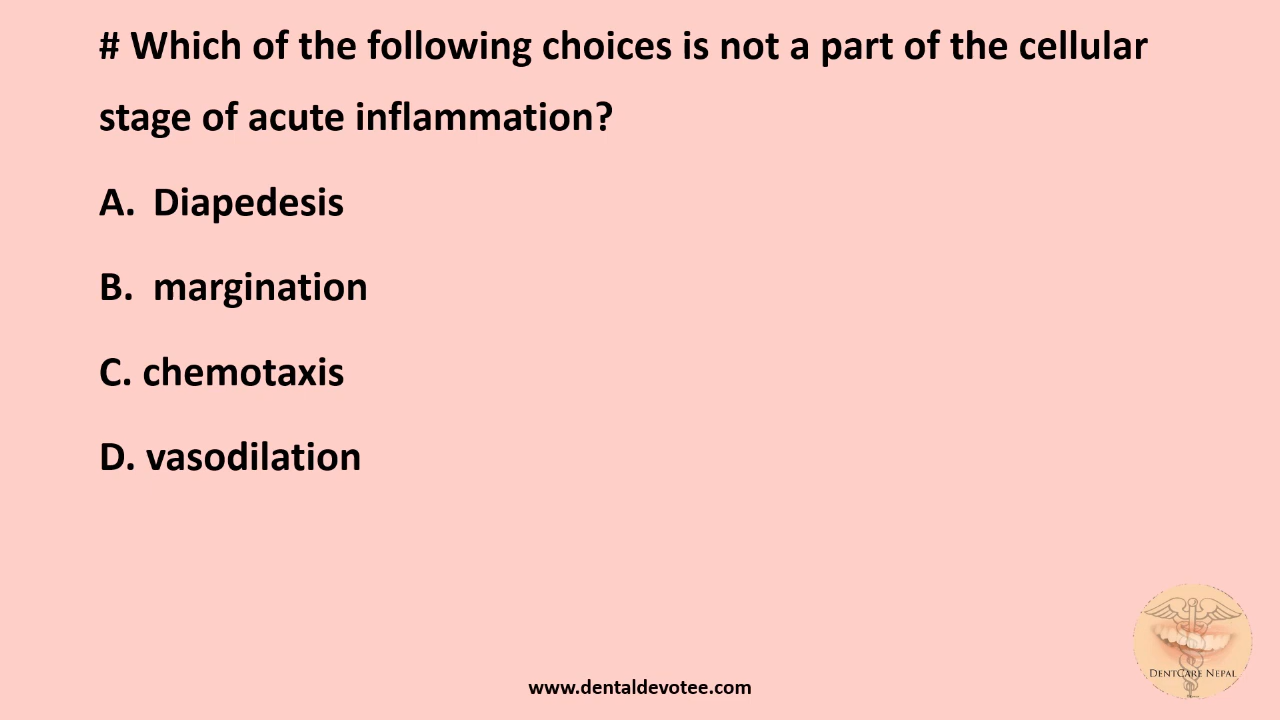 # Which of the following choices is not a part of the cellular
stage of acute inflammation?
A. Diapedesis
B. margination
C. chemotaxis
D. vasodilation
DentCare Nepal
www.dentaldevotee.com